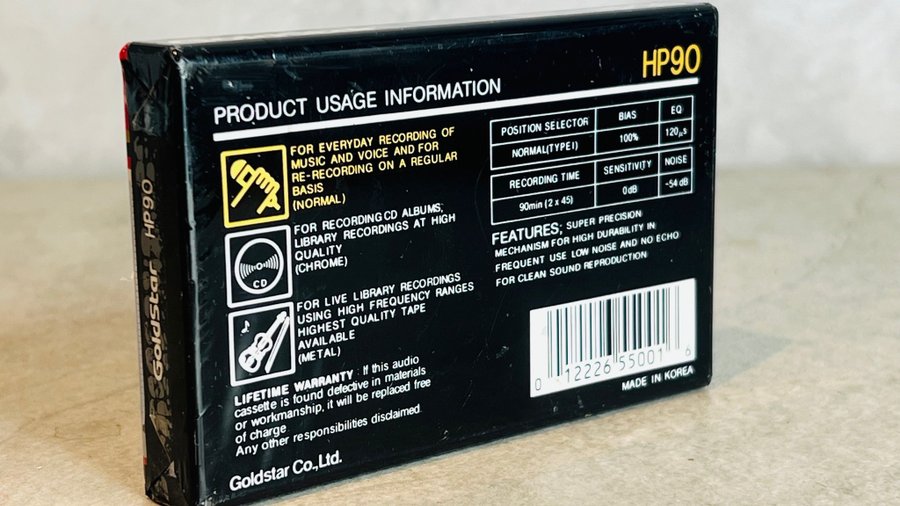 HP90
PRODUCT USAGE INFORMATION
FOR EVERYDAY RECORDING OF
MUSIC AND VOICE AND FOR
RE-RECORDING ON A REGULAR
BASIS
(NORMAL)
CD
FOR RECORDING CD ALBUMS;
LIBRARY RECORDINGS AT HIGH
QUALITY
(CHROME)
FOR LIVE LIBRARY RECORDINGS
USING HIGH FREQUENCY RANGES
HIGHEST QUALITY TAPE
AVAILABLE
(METAL)
LIFETIME WARRANTY : If this audio
cassette is found defective in materials
or workmanship, it will be replaced free
of charge
Any other responsibilities disclaimed.
Goldstar Co., Ltd.
POSITION SELECTOR BIAS EQ
NORMAL(TYPE I) 100% 120μs
RECORDING TIME SENSITIVITY NOISE
90min (2 x 45) 0dB -54dB
FEATURES; SUPER PRECISION
MECHANISM FOR HIGH DURABILITY IN
FREQUENT USE LOW NOISE AND NO ECHO
FOR CLEAN SOUND REPRODUCTION
0 12226 55001 6
MADE IN KOREA
GoldStar HP90